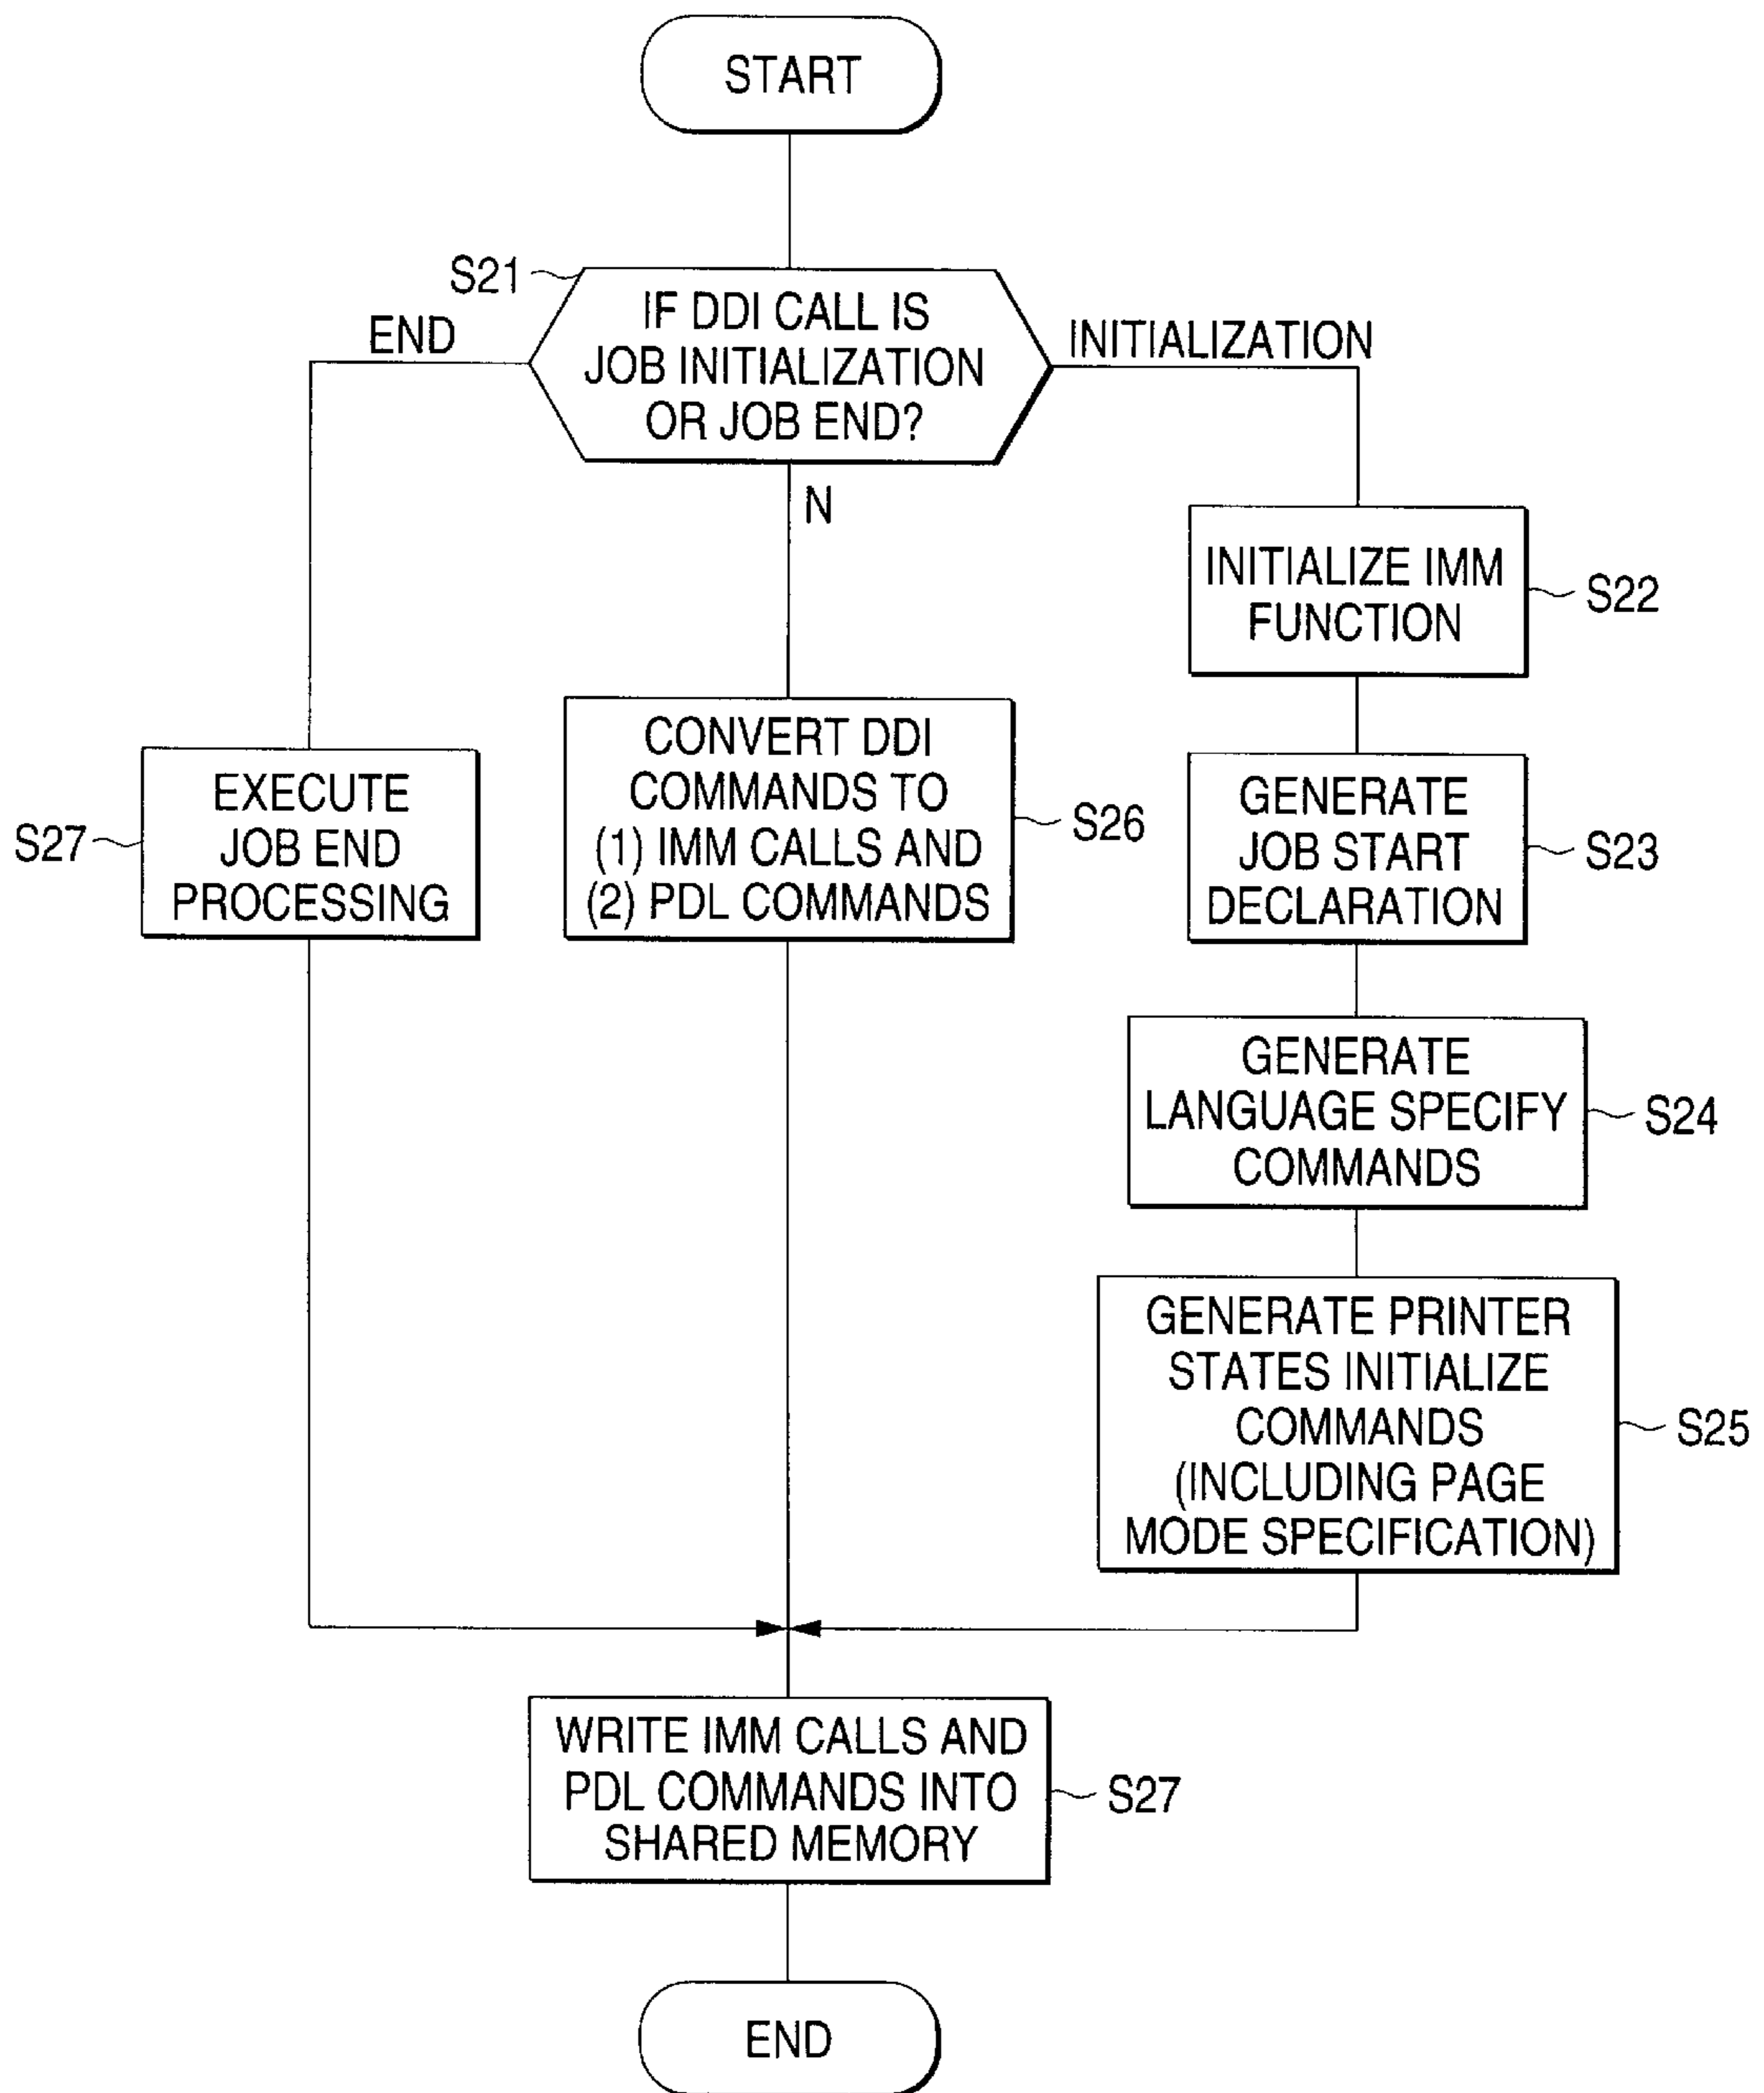 START
S21
IF DDI CALL IS
JOB INITIALIZATION
OR JOB END?
END
INITIALIZATION
N
INITIALIZE IMM
FUNCTION
S22
EXECUTE
JOB END
PROCESSING
S27
CONVERT DDI
COMMANDS TO
(1) IMM CALLS AND
(2) PDL COMMANDS
S26
GENERATE
JOB START
DECLARATION
S23
GENERATE
LANGUAGE SPECIFY
COMMANDS
S24
GENERATE PRINTER
STATES INITIALIZE
COMMANDS
(INCLUDING PAGE
MODE SPECIFICATION)
S25
WRITE IMM CALLS AND
PDL COMMANDS INTO
SHARED MEMORY
S27
END